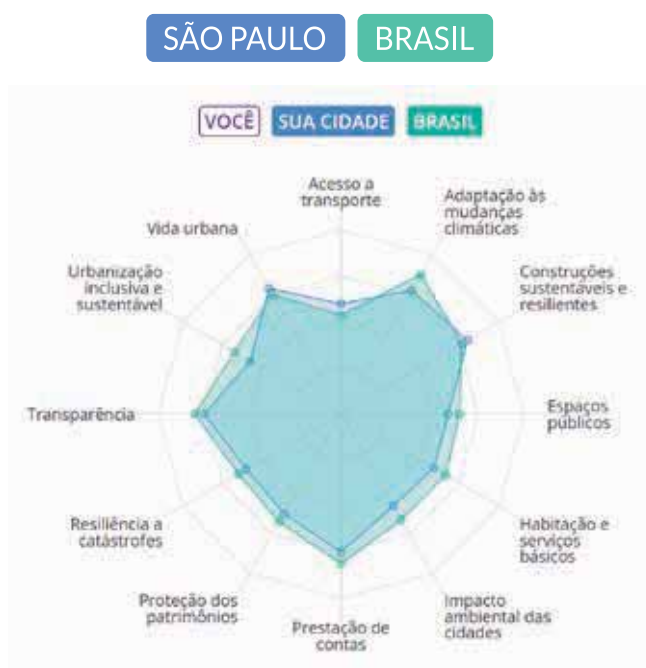 SÃO PAULO BRASIL
VOCÊ SUA CIDADE BRASIL
Acesso a
transporte
Adaptação às
mudanças
climáticas
Vida urbana
Urbanização
inclusiva e
sustentável
Construções
sustentáveis e
resilientes
Transparência
Espaços
públicos
Resiliência a
catástrofes
Habitação e
serviços
básicos
Proteção dos
patrimônios
Prestação de
contas
Impacto
ambiental das
cidades